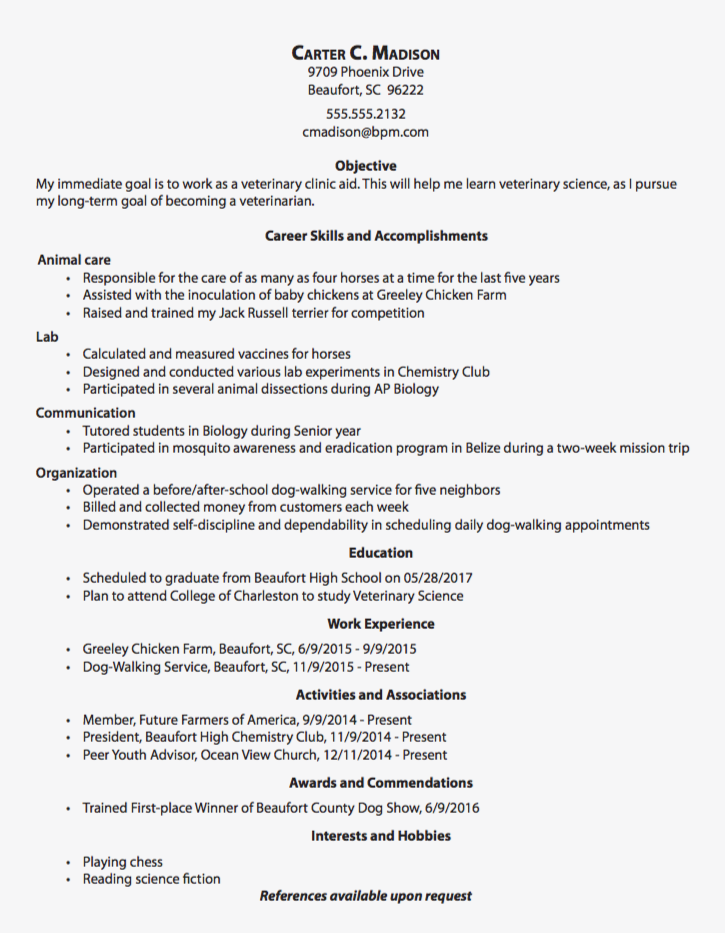 CARTER C. MADISON
9709 Phoenix Drive
Beaufort, SC 96222
555.555.2132
cmadison@bpm.com
Objective
My immediate goal is to work as a veterinary clinic aid. This will help me learn veterinary science, as I pursue
my long-term goal of becoming a veterinarian.
Career Skills and Accomplishments
Animal care
• Responsible for the care of as many as four horses at a time for the last five years
• Assisted with the inoculation of baby chickens at Greeley Chicken Farm
• Raised and trained my Jack Russell terrier for competition
Lab
• Calculated and measured vaccines for horses
• Designed and conducted various lab experiments in Chemistry Club
• Participated in several animal dissections during AP Biology
Communication
• Tutored students in Biology during Senior year
• Participated in mosquito awareness and eradication program in Belize during a two-week mission trip
Organization
• Operated a before/after-school dog-walking service for five neighbors
• Billed and collected money from customers each week
• Demonstrated self-discipline and dependability in scheduling daily dog-walking appointments
Education
• Scheduled to graduate from Beaufort High School on 05/28/2017
• Plan to attend College of Charleston to study Veterinary Science
Work Experience
• Greeley Chicken Farm, Beaufort, SC, 6/9/2015 - 9/9/2015
• Dog-Walking Service, Beaufort, SC, 11/9/2015 - Present
Activities and Associations
• Member, Future Farmers of America, 9/9/2014 - Present
• President, Beaufort High Chemistry Club, 11/9/2014 - Present
• Peer Youth Advisor, Ocean View Church, 12/11/2014 - Present
Awards and Commendations
• Trained First-place Winner of Beaufort County Dog Show, 6/9/2016
Interests and Hobbies
• Playing chess
• Reading science fiction
References available upon request